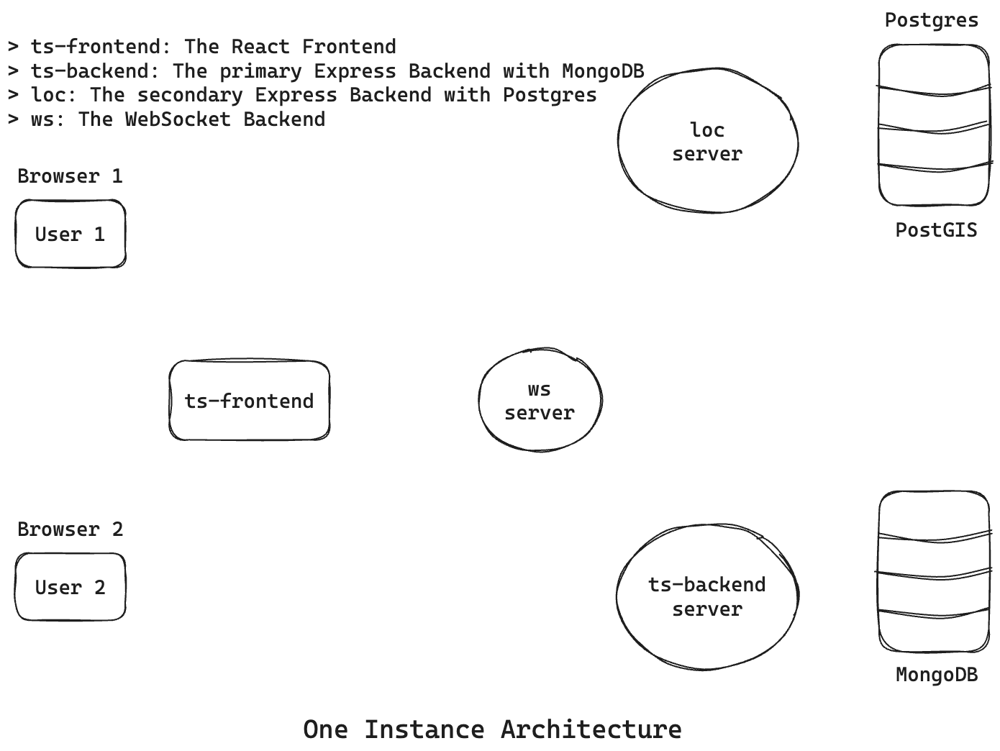 Postgres
> ts-frontend: The React Frontend
> ts-backend: The primary Express Backend with MongoDB
> loc: The secondary Express Backend with Postgres
> ws: The WebSocket Backend
loc
server
Browser 1
User 1
PostGIS
ts-frontend
ws
server
Browser 2
User 2
ts-backend
server
MongoDB
One Instance Architecture